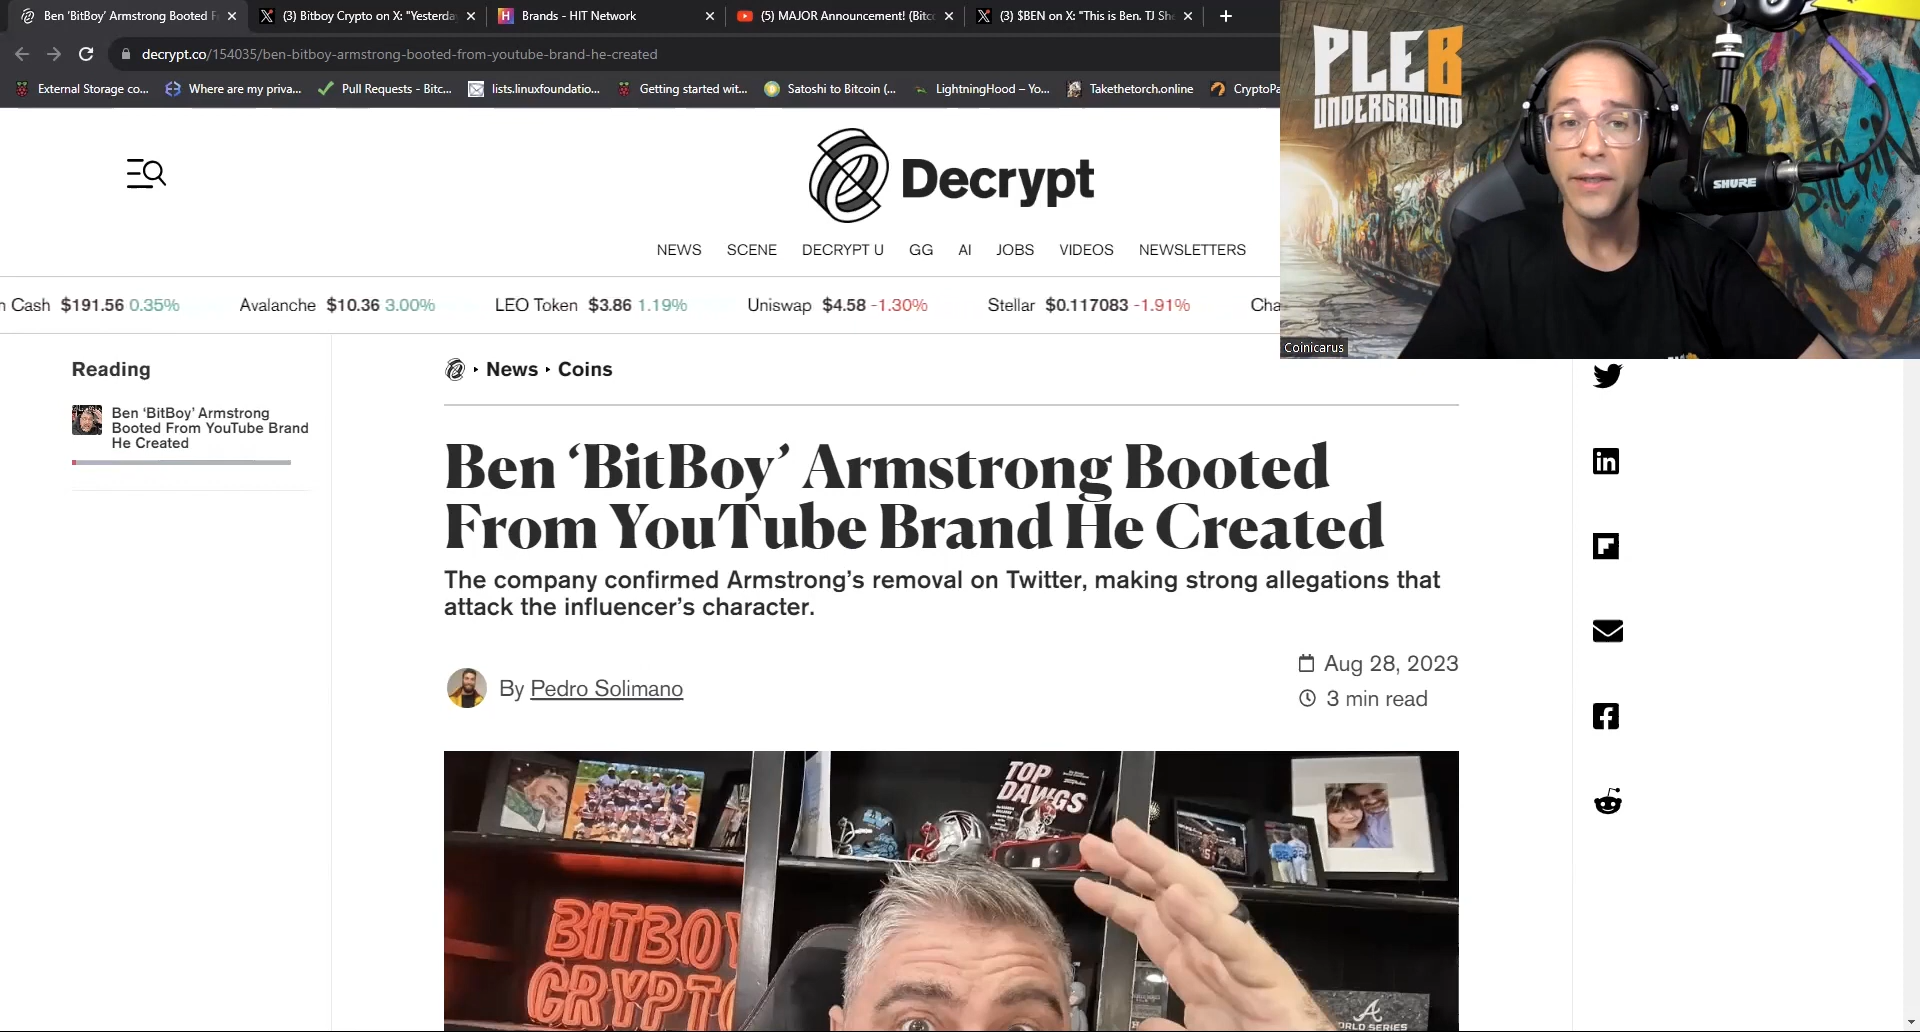 Ben 'BitBoy' Armstrong Booted F
(3) Bitboy Crypto on X: "Yesterda
Brands - HIT Network
(5) MAJOR Announcement! (Bitc
(3) $BEN on X: "This is Ben. TJ She
decrypt.co/154035/ben-bitboy-armstrong-booted-from-youtube-brand-he-created
External Storage co...
Where are my priva...
Pull Requests - Bitc...
lists.linuxfoundatio...
Getting started wit...
Satoshi to Bitcoin (...
LightningHood – Yo...
Takethetorch.online
CryptoPa
PLEB
UNDERGROUND
SHURE
BITCOIN
Coinicarus
Decrypt
NEWS SCENE DECRYPT U GG AI JOBS VIDEOS NEWSLETTERS
n Cash $191.56 0.35% Avalanche $10.36 3.00% LEO Token $3.86 1.19% Uniswap $4.58 -1.30% Stellar $0.117083 -1.91% Cha
Reading
Ben ‘BitBoy’ Armstrong
Booted From YouTube Brand
He Created
News Coins
Ben ‘BitBoy’ Armstrong Booted
From YouTube Brand He Created
The company confirmed Armstrong’s removal on Twitter, making strong allegations that
attack the influencer’s character.
By Pedro Solimano
Aug 28, 2023
3 min read
TOP
DAWGS
BITBOY
CRYPTO
A
ORLD SERIES